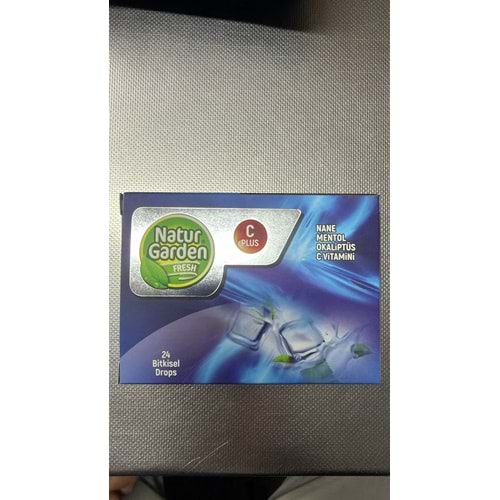 Natur
Garden
FRESH
C
PLUS
NANE
MENTOL
OKALİPTÜS
C VİTAMİNİ
24
Bitkisel
Drops